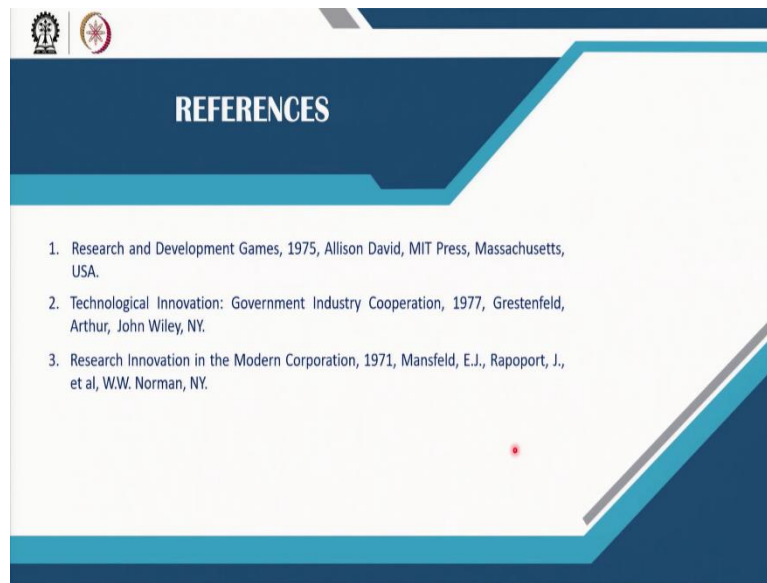 REFERENCES
1. Research and Development Games, 1975, Allison David, MIT Press, Massachusetts,
USA.
2. Technological Innovation: Government Industry Cooperation, 1977, Grestenfeld,
Arthur, John Wiley, NY.
3. Research Innovation in the Modern Corporation, 1971, Mansfeld, E.J., Rapoport, J.,
et al, W.W. Norman, NY.